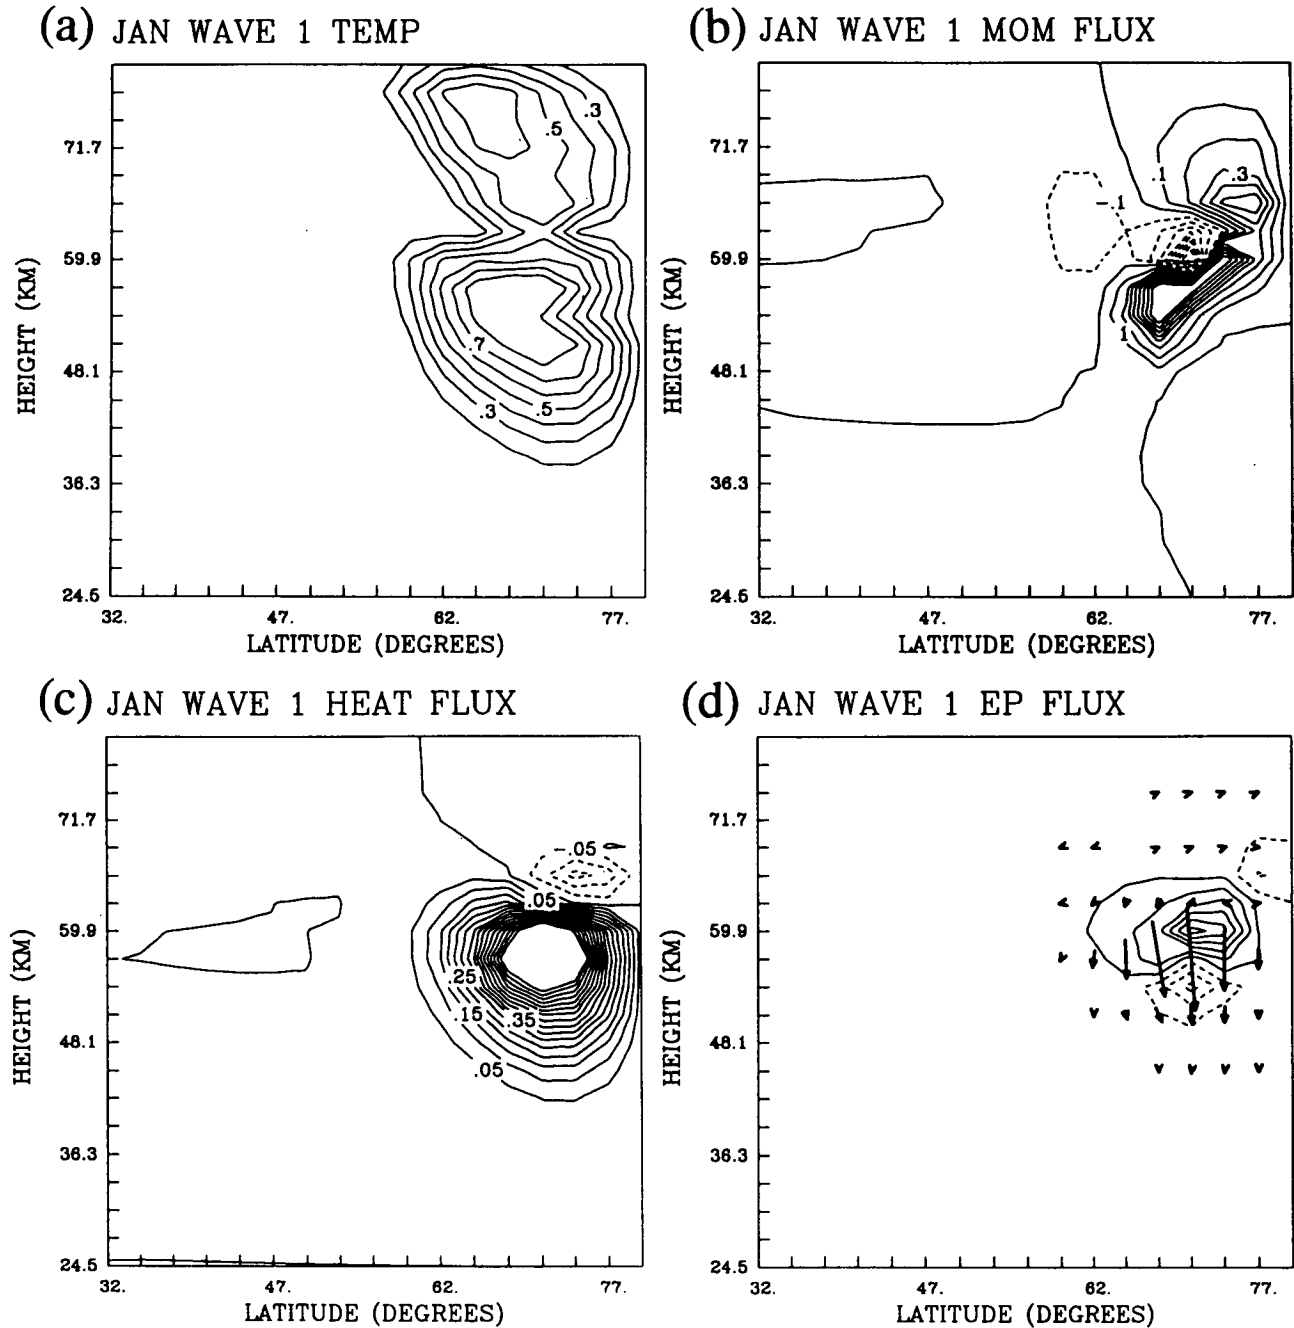 (a) JAN WAVE 1 TEMP
HEIGHT (KM)
71.7
59.9
48.1
36.3
24.5
.3
.5
.7
.3
.5
32. 47. 62. 77.
LATITUDE (DEGREES)
(b) JAN WAVE 1 MOM FLUX
HEIGHT (KM)
71.7
59.9
48.1
36.3
24.5
.1
.3
-.1
.1
32. 47. 62. 77.
LATITUDE (DEGREES)
(c) JAN WAVE 1 HEAT FLUX
HEIGHT (KM)
71.7
59.9
48.1
36.3
24.5
-.05
.05
.25
.15
.35
.05
32. 47. 62. 77.
LATITUDE (DEGREES)
(d) JAN WAVE 1 EP FLUX
HEIGHT (KM)
71.7
59.9
48.1
36.3
24.5
32. 47. 62. 77.
LATITUDE (DEGREES)